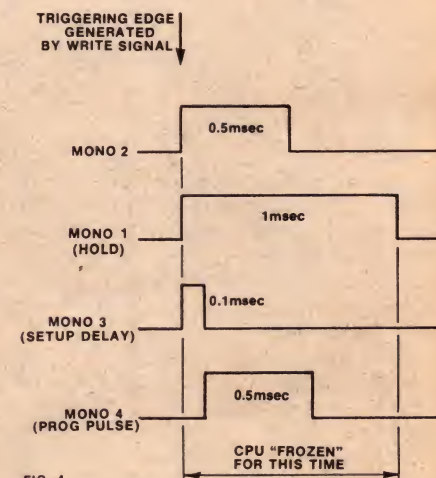 TRIGGERING EDGE
GENERATED
BY WRITE SIGNAL
0.5msec
MONO 2
1msec
MONO 1
(HOLD)
0.1msec
MONO 3
(SETUP DELAY)
0.5msec
MONO 4
(PROG PULSE)
CPU "FROZEN"
FOR THIS TIME